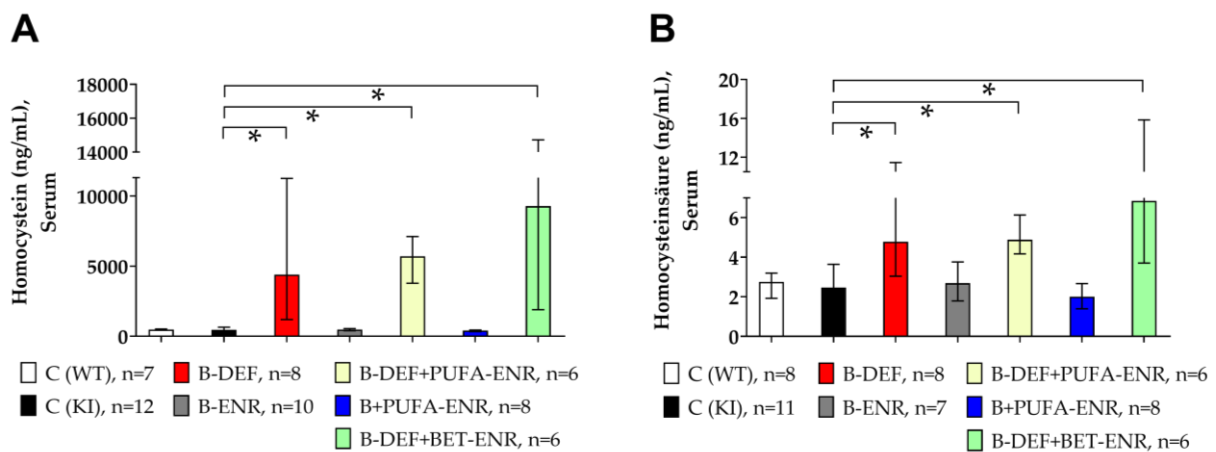 A
Homocystein (ng/mL),
Serum
18000
16000
14000
10000
5000
0
*
*
*
C (WT), n=7
B-DEF, n=8
B-DEF+PUFA-ENR, n=6
C (KI), n=12
B-ENR, n=10
B+PUFA-ENR, n=8
B-DEF+BET-ENR, n=6
B
Homocysteinsäure (ng/mL),
Serum
20
16
12
6
4
2
0
*
*
*
C (WT), n=8
B-DEF, n=8
B-DEF+PUFA-ENR, n=6
C (KI), n=11
B-ENR, n=7
B+PUFA-ENR, n=8
B-DEF+BET-ENR, n=6